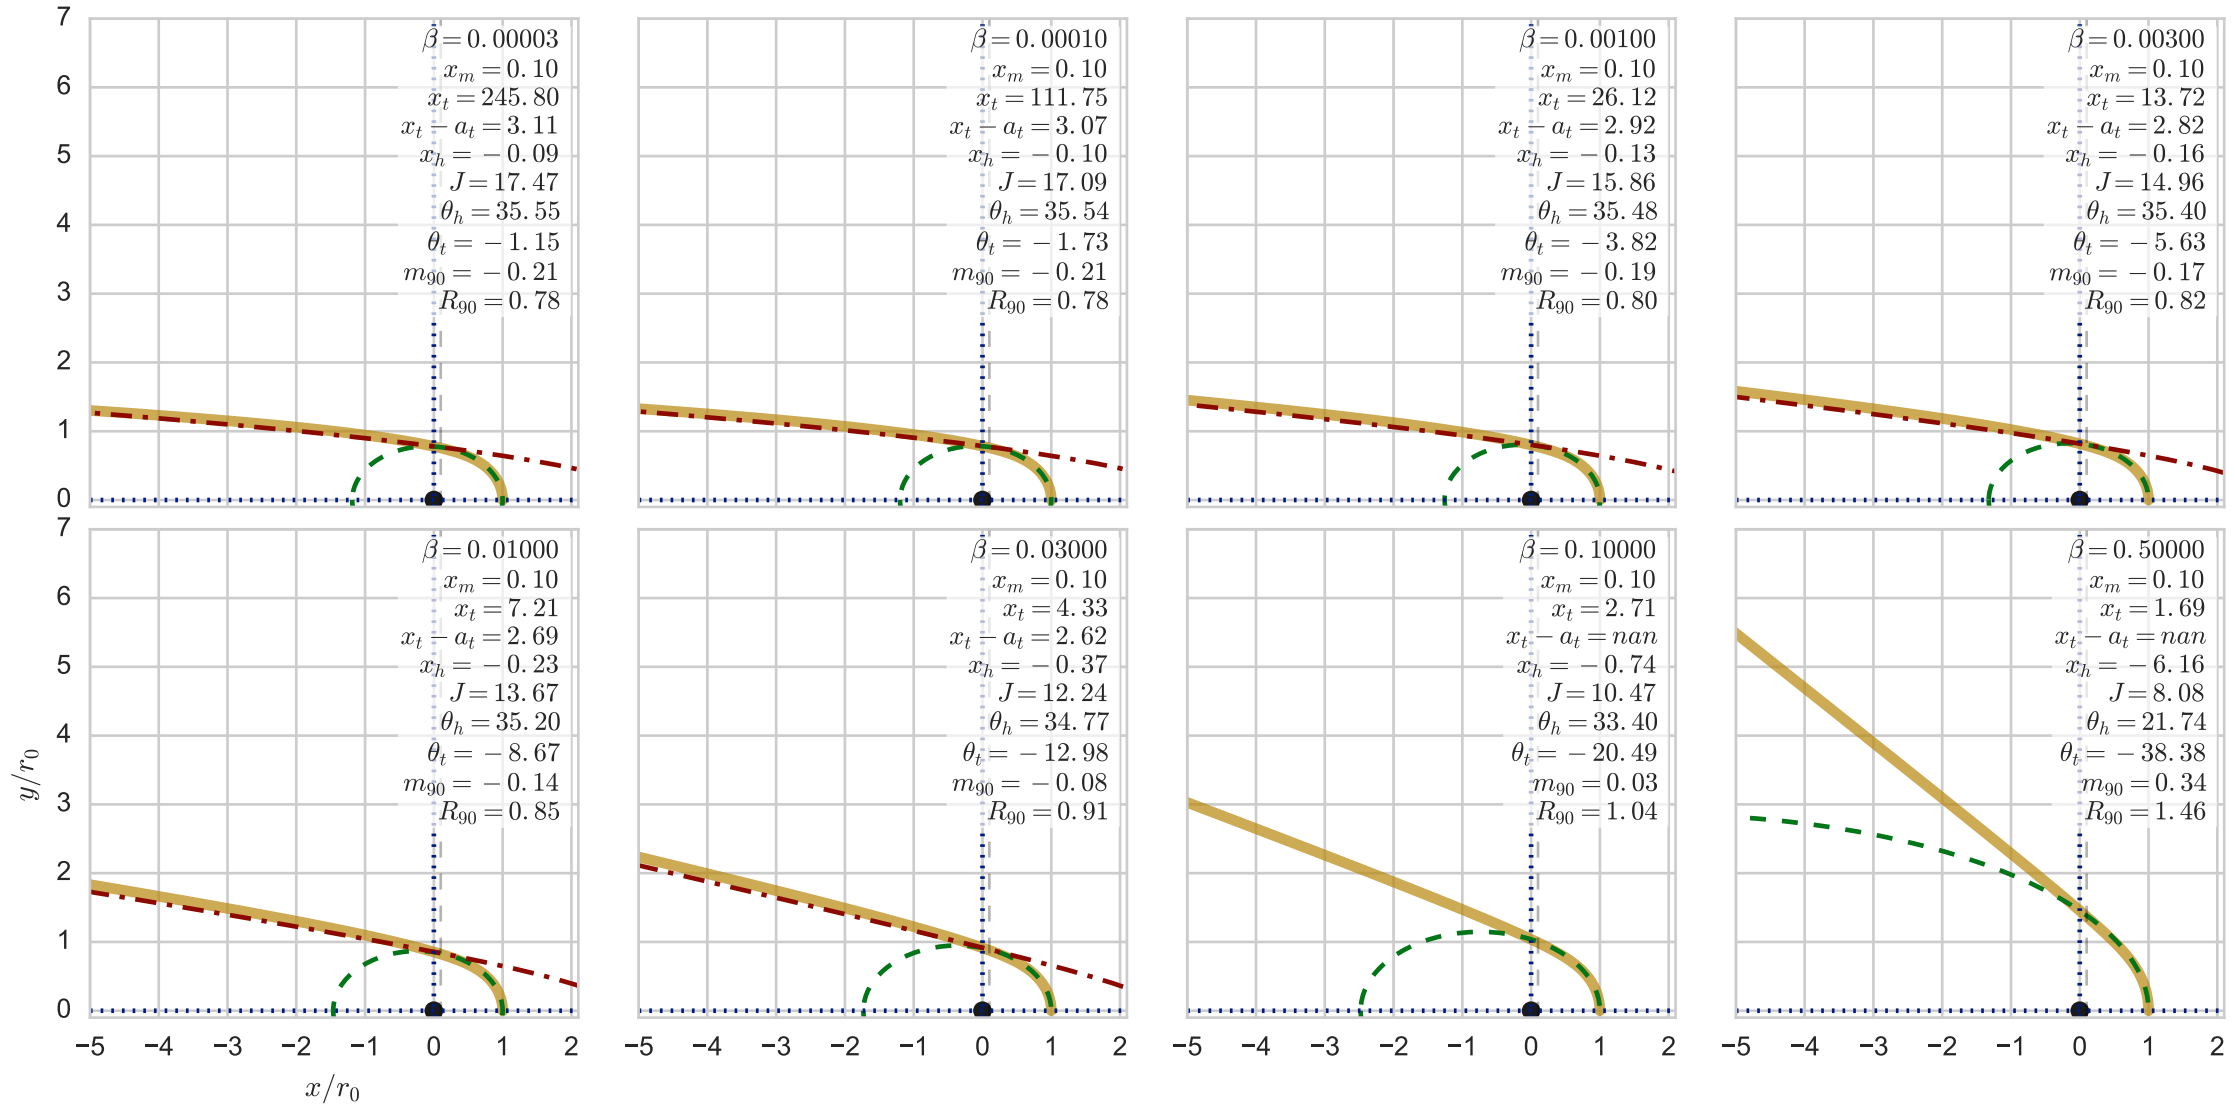 7
6
5
4
3
2
1
0
β = 0.00003
x_m = 0.10
x_t = 245.80
x_t − a_t = 3.11
x_h = −0.09
J = 17.47
θ_h = 35.55
θ_t = −1.15
m_90 = −0.21
R_90 = 0.78
β = 0.00010
x_m = 0.10
x_t = 111.75
x_t − a_t = 3.07
x_h = −0.10
J = 17.09
θ_h = 35.54
θ_t = −1.73
m_90 = −0.21
R_90 = 0.78
β = 0.00100
x_m = 0.10
x_t = 26.12
x_t − a_t = 2.92
x_h = −0.13
J = 15.86
θ_h = 35.48
θ_t = −3.82
m_90 = −0.19
R_90 = 0.80
β = 0.00300
x_m = 0.10
x_t = 13.72
x_t − a_t = 2.82
x_h = −0.16
J = 14.96
θ_h = 35.40
θ_t = −5.63
m_90 = −0.17
R_90 = 0.82
7
6
5
4
3
2
1
0
y/r_0
β = 0.01000
x_m = 0.10
x_t = 7.21
x_t − a_t = 2.69
x_h = −0.23
J = 13.67
θ_h = 35.20
θ_t = −8.67
m_90 = −0.14
R_90 = 0.85
β = 0.03000
x_m = 0.10
x_t = 4.33
x_t − a_t = 2.62
x_h = −0.37
J = 12.24
θ_h = 34.77
θ_t = −12.98
m_90 = −0.08
R_90 = 0.91
β = 0.10000
x_m = 0.10
x_t = 2.71
x_t − a_t = nan
x_h = −0.74
J = 10.47
θ_h = 33.40
θ_t = −20.49
m_90 = 0.03
R_90 = 1.04
β = 0.50000
x_m = 0.10
x_t = 1.69
x_t − a_t = nan
x_h = −6.16
J = 8.08
θ_h = 21.74
θ_t = −38.38
m_90 = 0.34
R_90 = 1.46
−5 −4 −3 −2 −1 0 1 2
−5 −4 −3 −2 −1 0 1 2
−5 −4 −3 −2 −1 0 1 2
−5 −4 −3 −2 −1 0 1 2
x/r_0